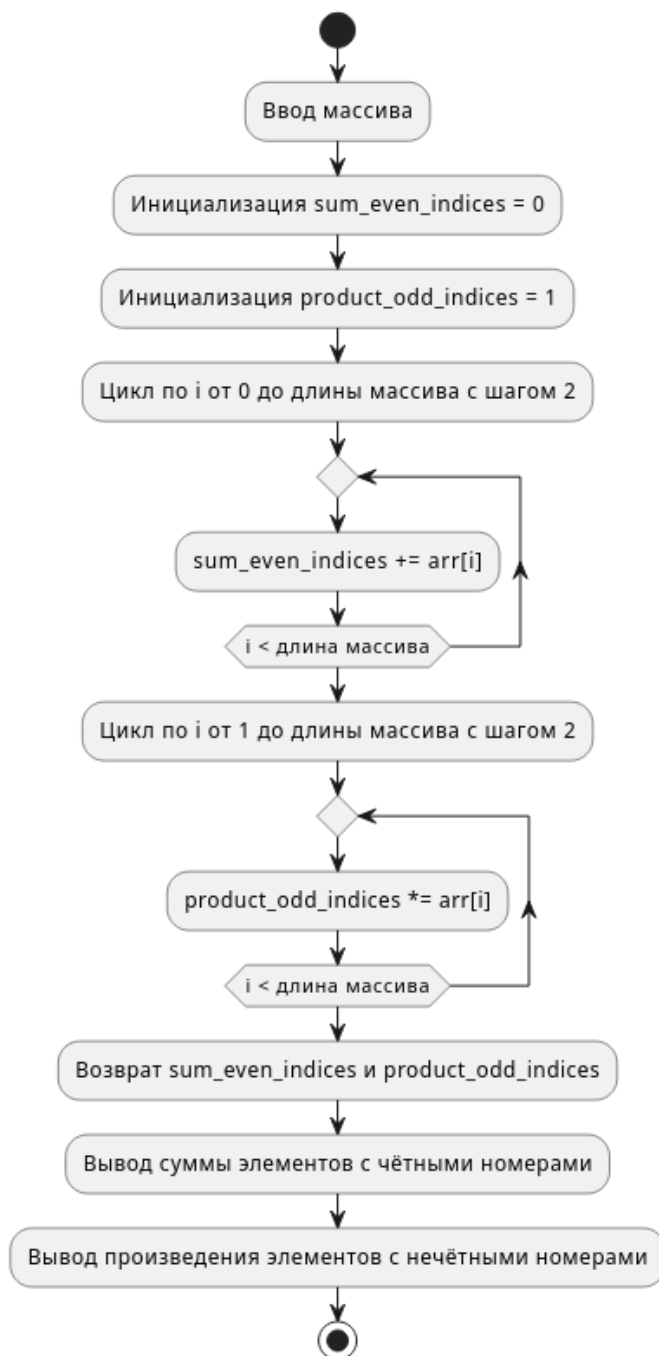 Ввод массива
Инициализация sum_even_indices = 0
Инициализация product_odd_indices = 1
Цикл по i от 0 до длины массива с шагом 2
sum_even_indices += arr[i]
i < длина массива
Цикл по i от 1 до длины массива с шагом 2
product_odd_indices *= arr[i]
i < длина массива
Возврат sum_even_indices и product_odd_indices
Вывод суммы элементов с чётными номерами
Вывод произведения элементов с нечётными номерами